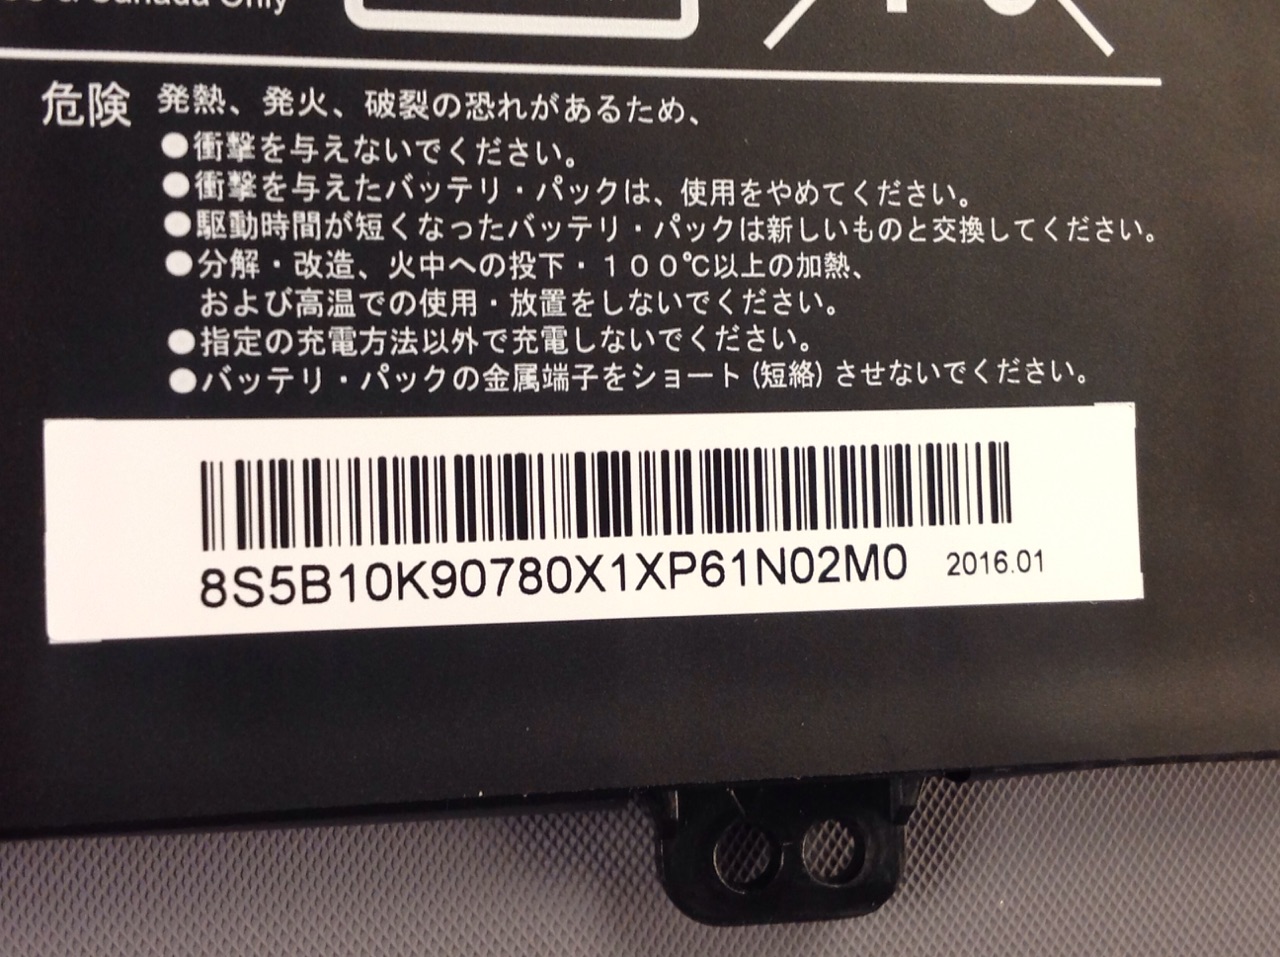 Canada Only
危険 発熱、発火、破裂の恐れがあるため、
●衝撃を与えないでください。
●衝撃を与えたバッテリ・パックは、使用をやめてください。
●駆動時間が短くなったバッテリ・パックは新しいものと交換してください。
●分解・改造、火中への投下・１００℃以上の加熱、
および高温での使用・放置をしないでください。
●指定の充電方法以外で充電しないでください。
●バッテリ・パックの金属端子をショート(短絡)させないでください。
8S5B10K90780X1XP61N02M0 2016.01